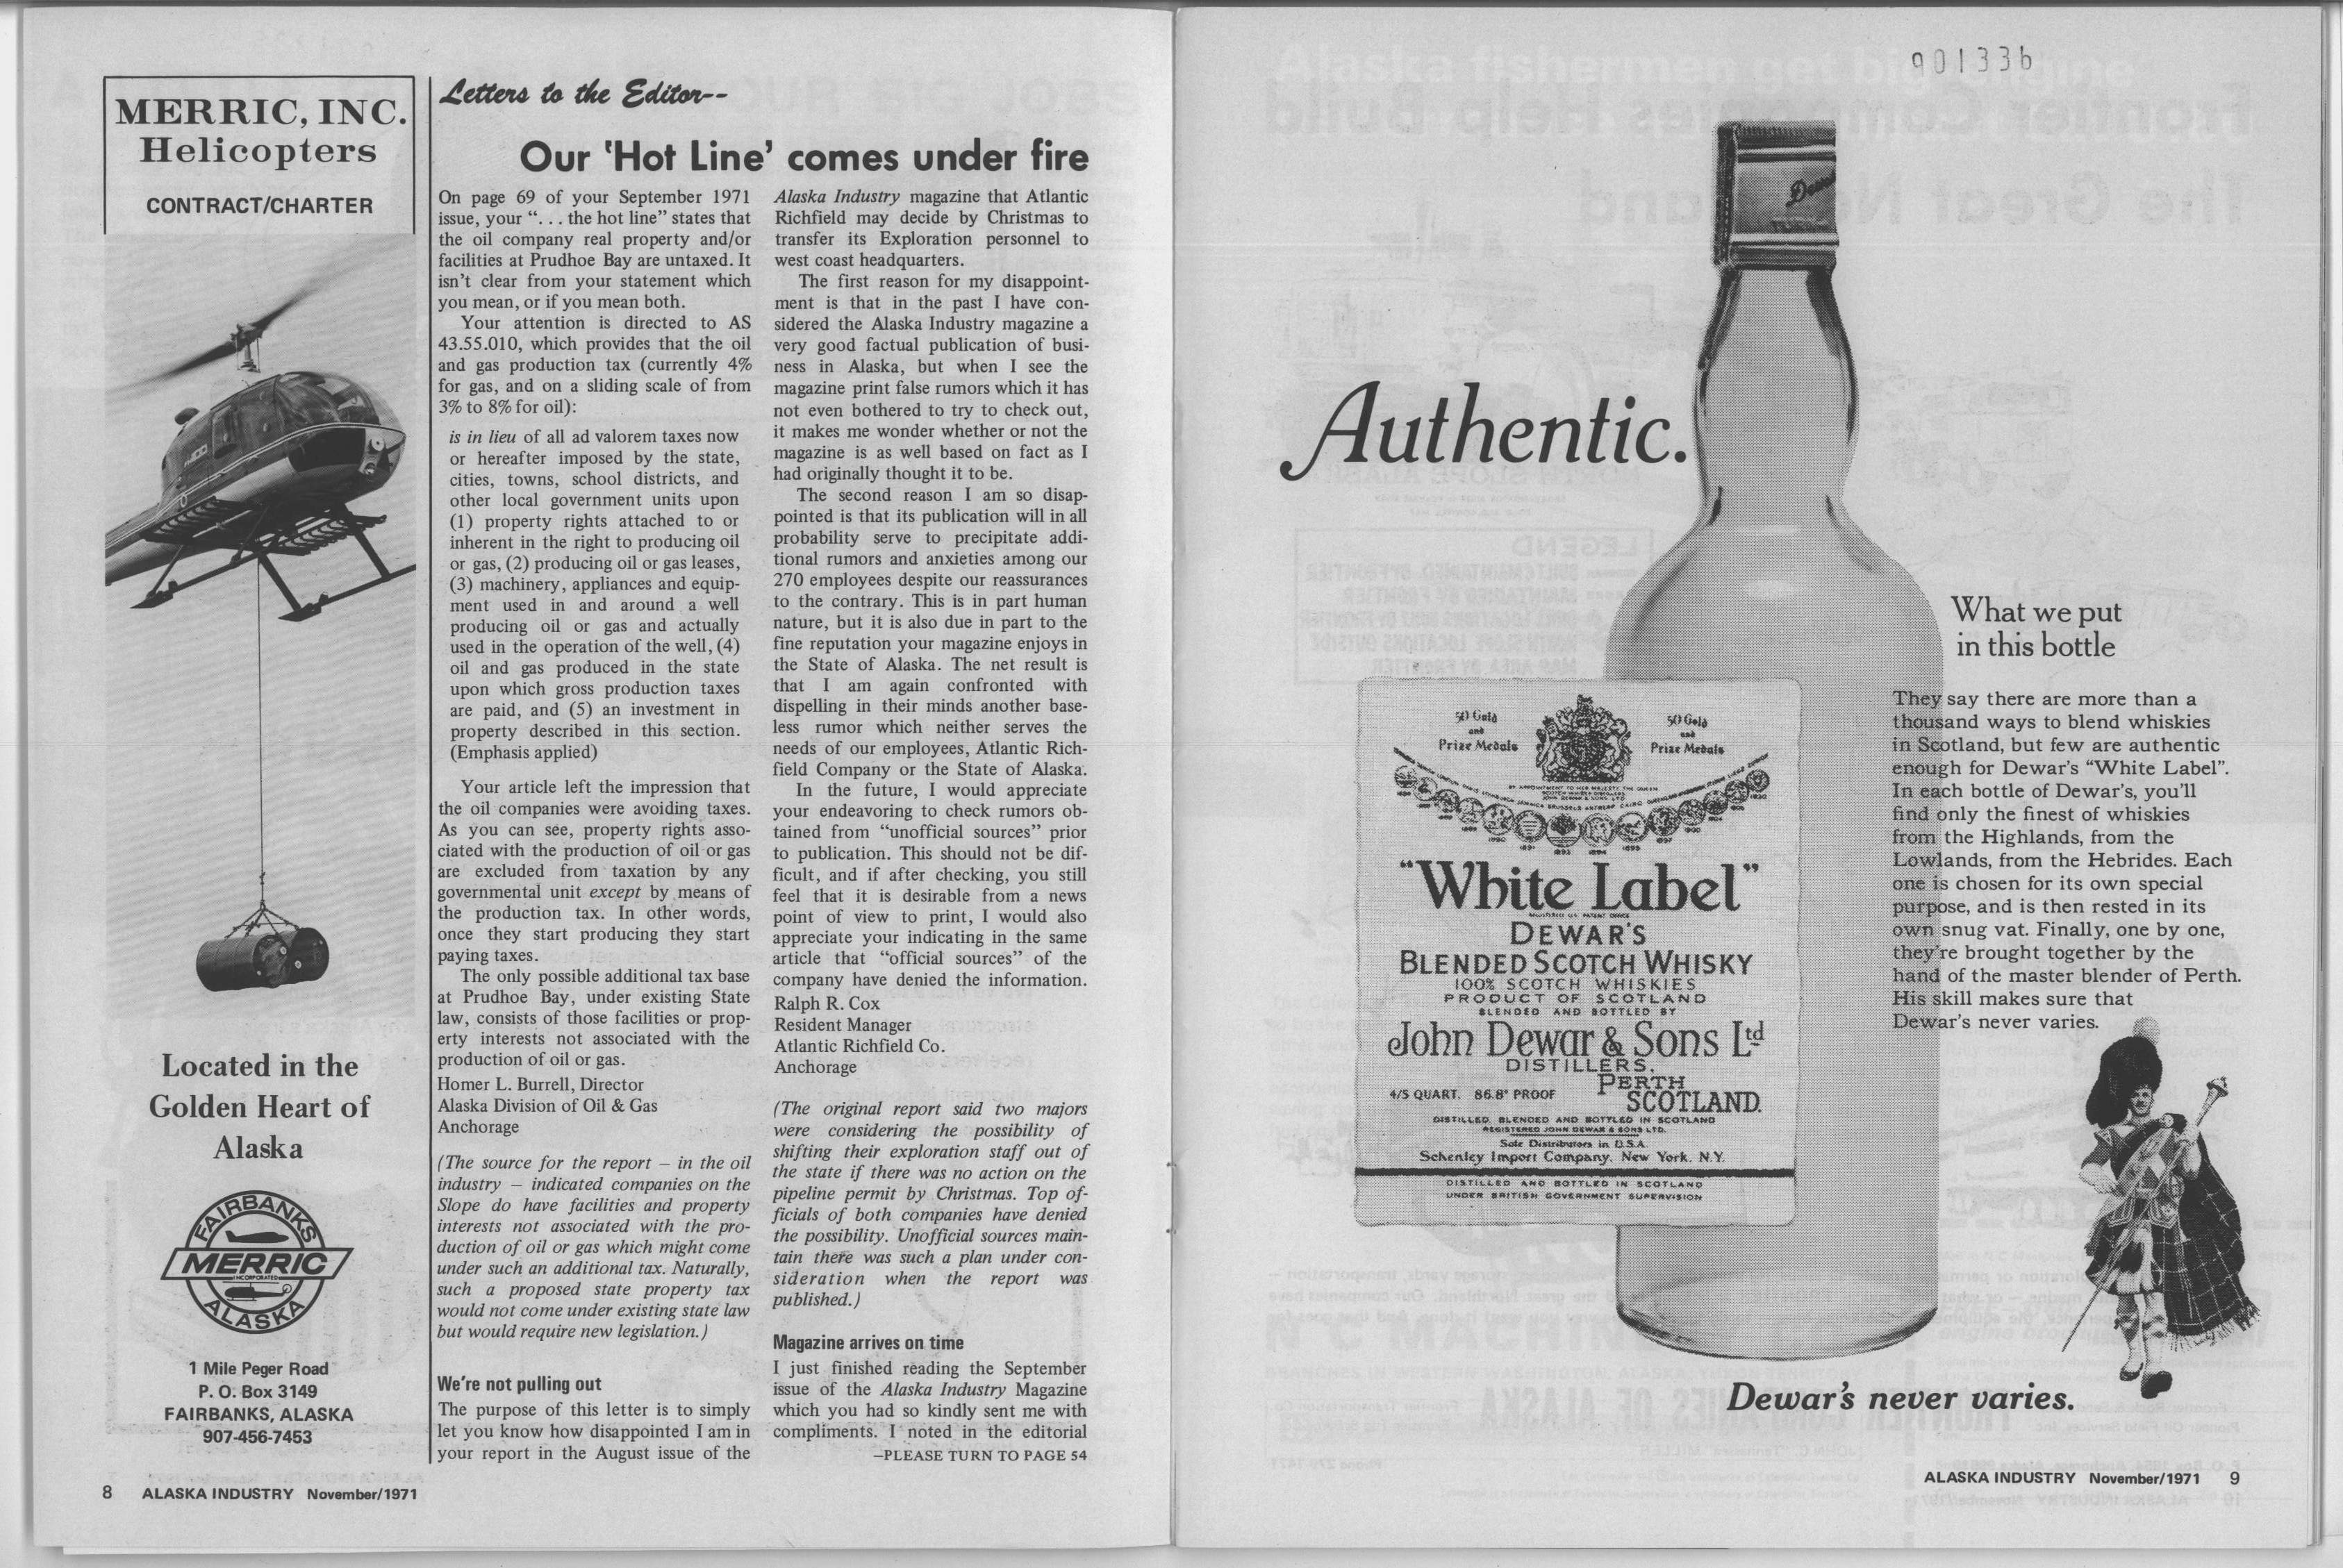 MERRIC, INC.
Helicopters
CONTRACT/CHARTER
Located in the
Golden Heart of
Alaska
FAIRBANKS
MERRIC
INCORPORATED
ALASKA
1 Mile Peger Road
P. O. Box 3149
FAIRBANKS, ALASKA
907-456-7453
Letters to the Editor--
Our 'Hot Line' comes under fire
On page 69 of your September 1971
issue, your “. . . the hot line” states that
the oil company real property and/or
facilities at Prudhoe Bay are untaxed. It
isn't clear from your statement which
you mean, or if you mean both.
Your attention is directed to AS
43.55.010, which provides that the oil
and gas production tax (currently 4%
for gas, and on a sliding scale of from
3% to 8% for oil):
is in lieu of all ad valorem taxes now
or hereafter imposed by the state,
cities, towns, school districts, and
other local government units upon
(1) property rights attached to or
inherent in the right to producing oil
or gas, (2) producing oil or gas leases,
(3) machinery, appliances and equip-
ment used in and around a well
producing oil or gas and actually
used in the operation of the well, (4)
oil and gas produced in the state
upon which gross production taxes
are paid, and (5) an investment in
property described in this section.
(Emphasis applied)
Your article left the impression that
the oil companies were avoiding taxes.
As you can see, property rights asso-
ciated with the production of oil or gas
are excluded from taxation by any
governmental unit except by means of
the production tax. In other words,
once they start producing they start
paying taxes.
The only possible additional tax base
at Prudhoe Bay, under existing State
law, consists of those facilities or prop-
erty interests not associated with the
production of oil or gas.
Homer L. Burrell, Director
Alaska Division of Oil & Gas
Anchorage
(The source for the report – in the oil
industry – indicated companies on the
Slope do have facilities and property
interests not associated with the pro-
duction of oil or gas which might come
under such an additional tax. Naturally,
such a proposed state property tax
would not come under existing state law
but would require new legislation.)
We're not pulling out
The purpose of this letter is to simply
let you know how disappointed I am in
your report in the August issue of the
Alaska Industry magazine that Atlantic
Richfield may decide by Christmas to
transfer its Exploration personnel to
west coast headquarters.
The first reason for my disappoint-
ment is that in the past I have con-
sidered the Alaska Industry magazine a
very good factual publication of busi-
ness in Alaska, but when I see the
magazine print false rumors which it has
not even bothered to try to check out,
it makes me wonder whether or not the
magazine is as well based on fact as I
had originally thought it to be.
The second reason I am so disap-
pointed is that its publication will in all
probability serve to precipitate addi-
tional rumors and anxieties among our
270 employees despite our reassurances
to the contrary. This is in part human
nature, but it is also due in part to the
fine reputation your magazine enjoys in
the State of Alaska. The net result is
that I am again confronted with
dispelling in their minds another base-
less rumor which neither serves the
needs of our employees, Atlantic Rich-
field Company or the State of Alaska.
In the future, I would appreciate
your endeavoring to check rumors ob-
tained from “unofficial sources” prior
to publication. This should not be dif-
ficult, and if after checking, you still
feel that it is desirable from a news
point of view to print, I would also
appreciate your indicating in the same
article that “official sources” of the
company have denied the information.
Ralph R. Cox
Resident Manager
Atlantic Richfield Co.
Anchorage
(The original report said two majors
were considering the possibility of
shifting their exploration staff out of
the state if there was no action on the
pipeline permit by Christmas. Top of-
ficials of both companies have denied
the possibility. Unofficial sources main-
tain there was such a plan under con-
sideration when the report was
published.)
Magazine arrives on time
I just finished reading the September
issue of the Alaska Industry Magazine
which you had so kindly sent me with
compliments. I noted in the editorial
—PLEASE TURN TO PAGE 54
8 ALASKA INDUSTRY November/1971
901336
Authentic.
Dewar
50 Gold
and
Prize Medals
50 Gold
and
Prize Medals
BY APPOINTMENT TO HER MAJESTY THE QUEEN
SCOTCH WHISKY DISTILLERS
JOHN DEWAR & SONS LTD
“White Label”
DEWAR'S
BLENDED SCOTCH WHISKY
100% SCOTCH WHISKIES
PRODUCT OF SCOTLAND
BLENDED AND BOTTLED BY
John Dewar & Sons Ltd
DISTILLERS,
PERTH
4/5 QUART. 86.8° PROOF
SCOTLAND.
DISTILLED, BLENDED AND BOTTLED IN SCOTLAND
REGISTERED JOHN DEWAR & SONS LTD.
Sole Distributors in U.S.A.
Schenley Import Company, New York, N.Y.
DISTILLED AND BOTTLED IN SCOTLAND
UNDER BRITISH GOVERNMENT SUPERVISION
What we put
in this bottle
They say there are more than a
thousand ways to blend whiskies
in Scotland, but few are authentic
enough for Dewar's “White Label”.
In each bottle of Dewar's, you'll
find only the finest of whiskies
from the Highlands, from the
Lowlands, from the Hebrides. Each
one is chosen for its own special
purpose, and is then rested in its
own snug vat. Finally, one by one,
they're brought together by the
hand of the master blender of Perth.
His skill makes sure that
Dewar's never varies.
Dewar's never varies.
ALASKA INDUSTRY November/1971 9